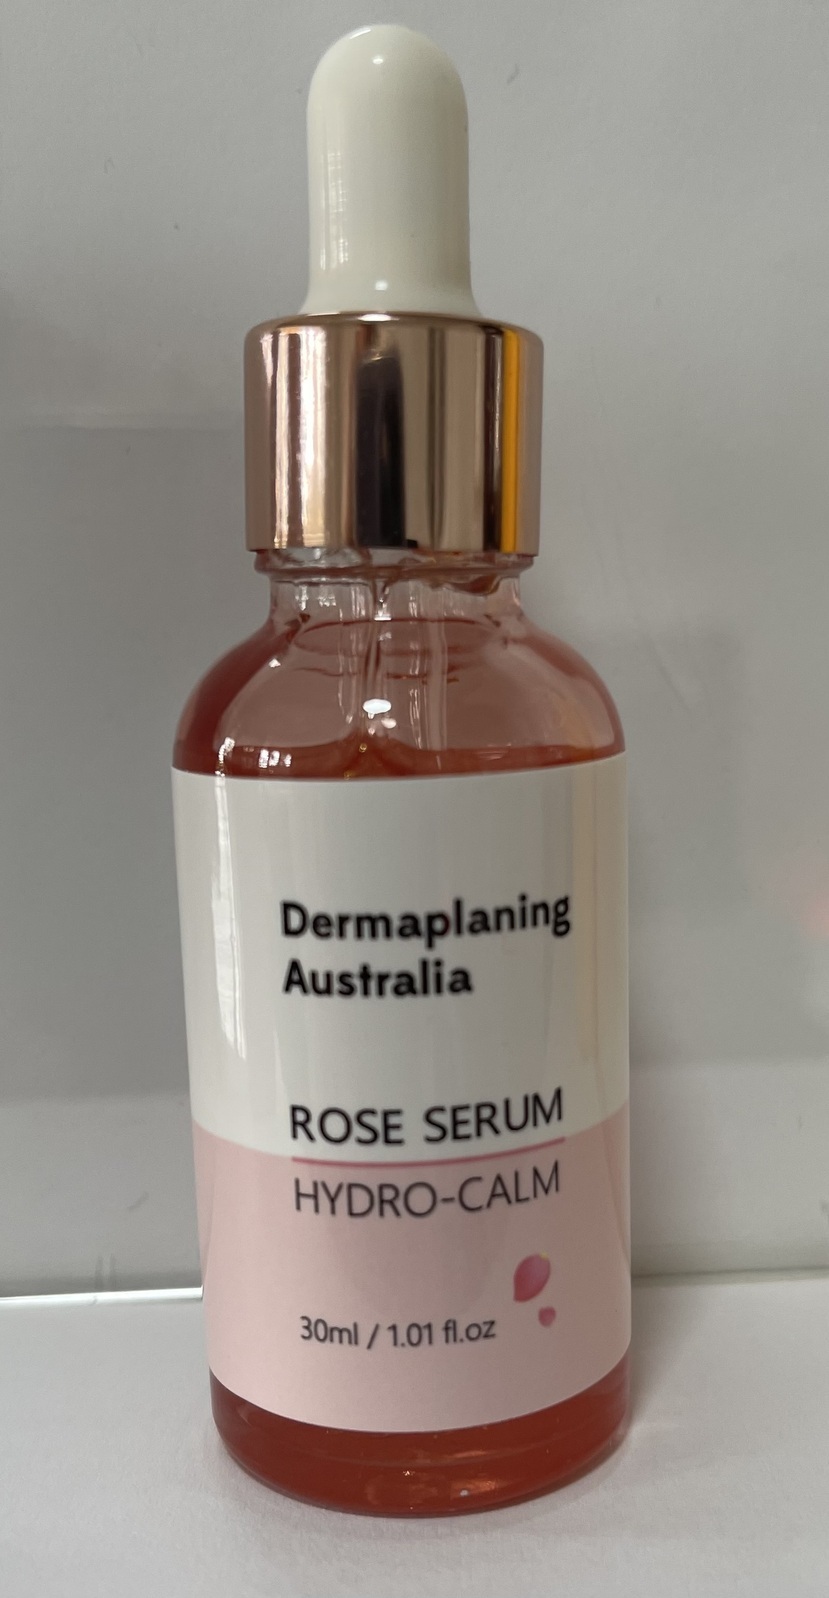 Dermaplaning
Australia
ROSE SERUM
HYDRO-CALM
30ml / 1.01 fl.oz